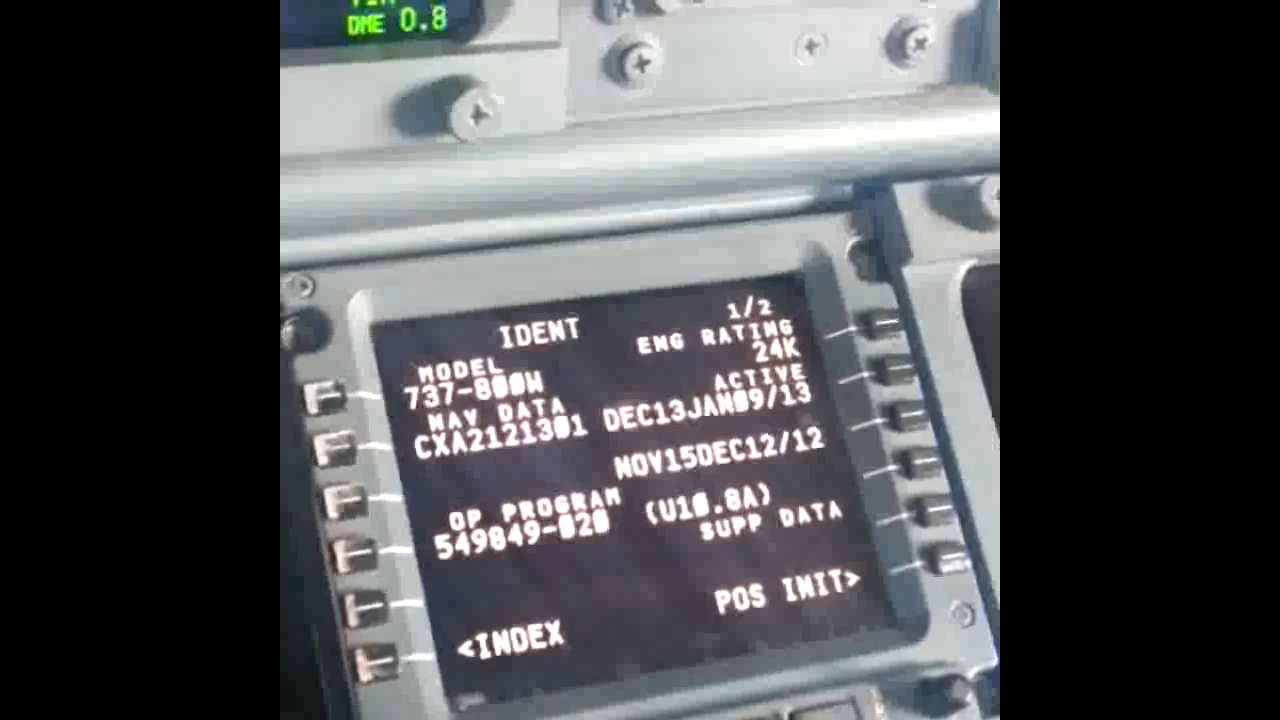 DME 0.8
IDENT 1/2
MODEL ENG RATING
737-800W 24K
NAV DATA ACTIVE
CXA2121301 DEC13JAN09/13
NOV15DEC12/12
OP PROGRAM
549849-020 (U10.8A)
SUPP DATA
<INDEX POS INIT>